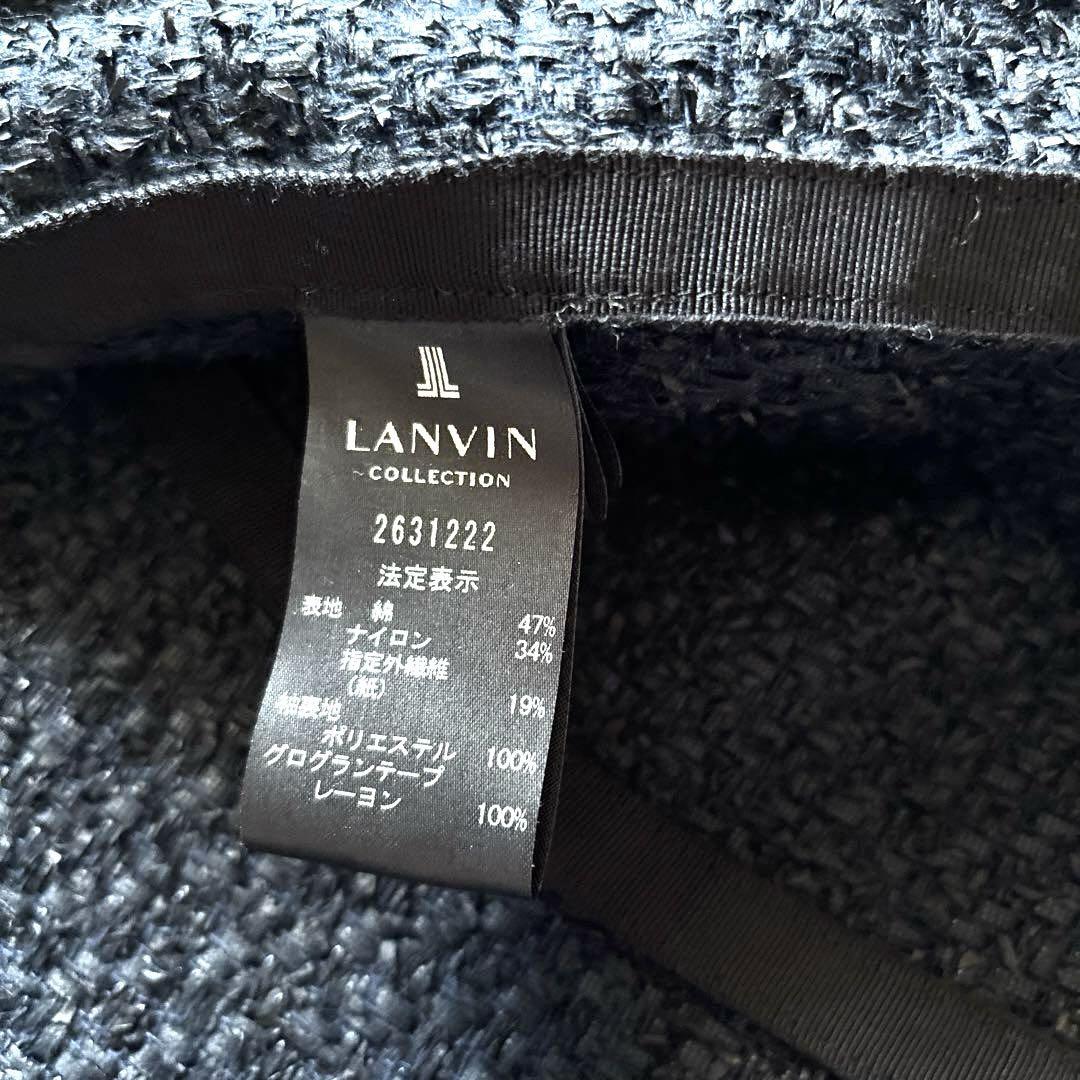 LANVIN
COLLECTION
2631222
法定表示
表地 綿 47%
ナイロン 34%
指定外繊維
(紙) 19%
袖裏地
ポリエステル 100%
グログランテープ
レーヨン 100%